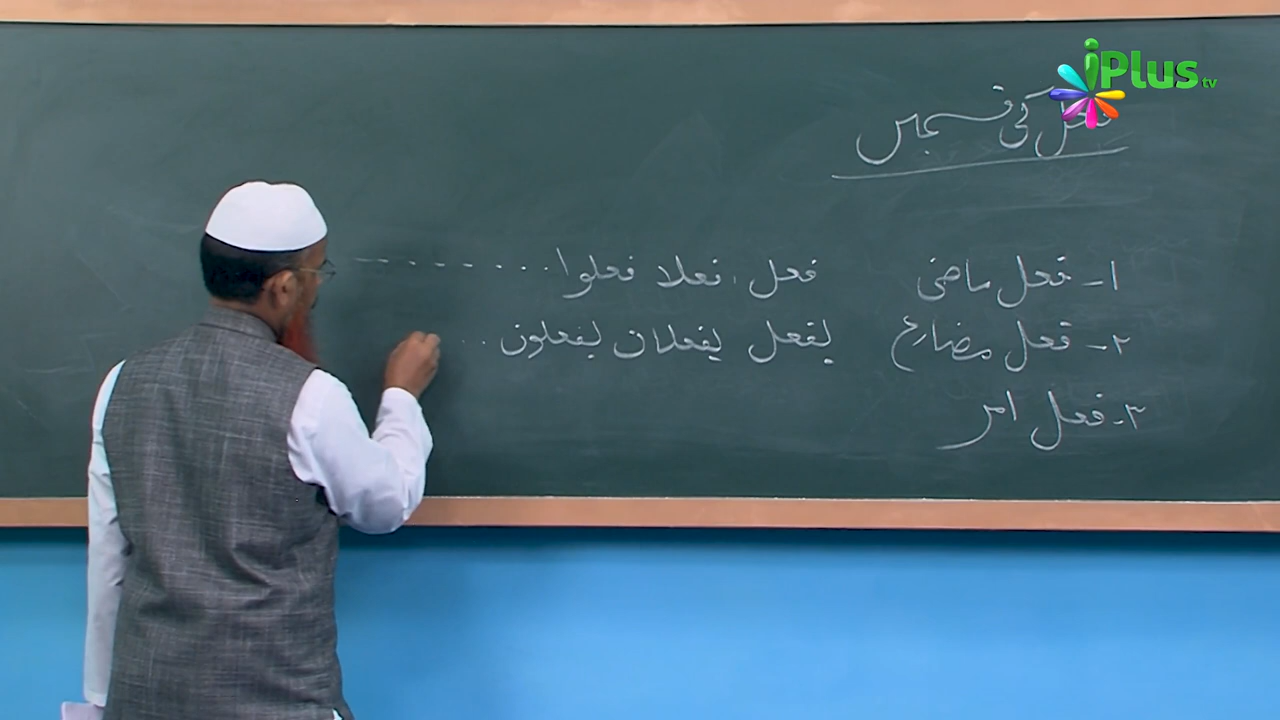 iPlus tv
فعل کی قسمیں
۱۔ فعل ماضی فعل، فعلا فعلوا ........
۲۔ فعل مضارع یفعل یفعلان یفعلون ..
۳۔ فعل امر